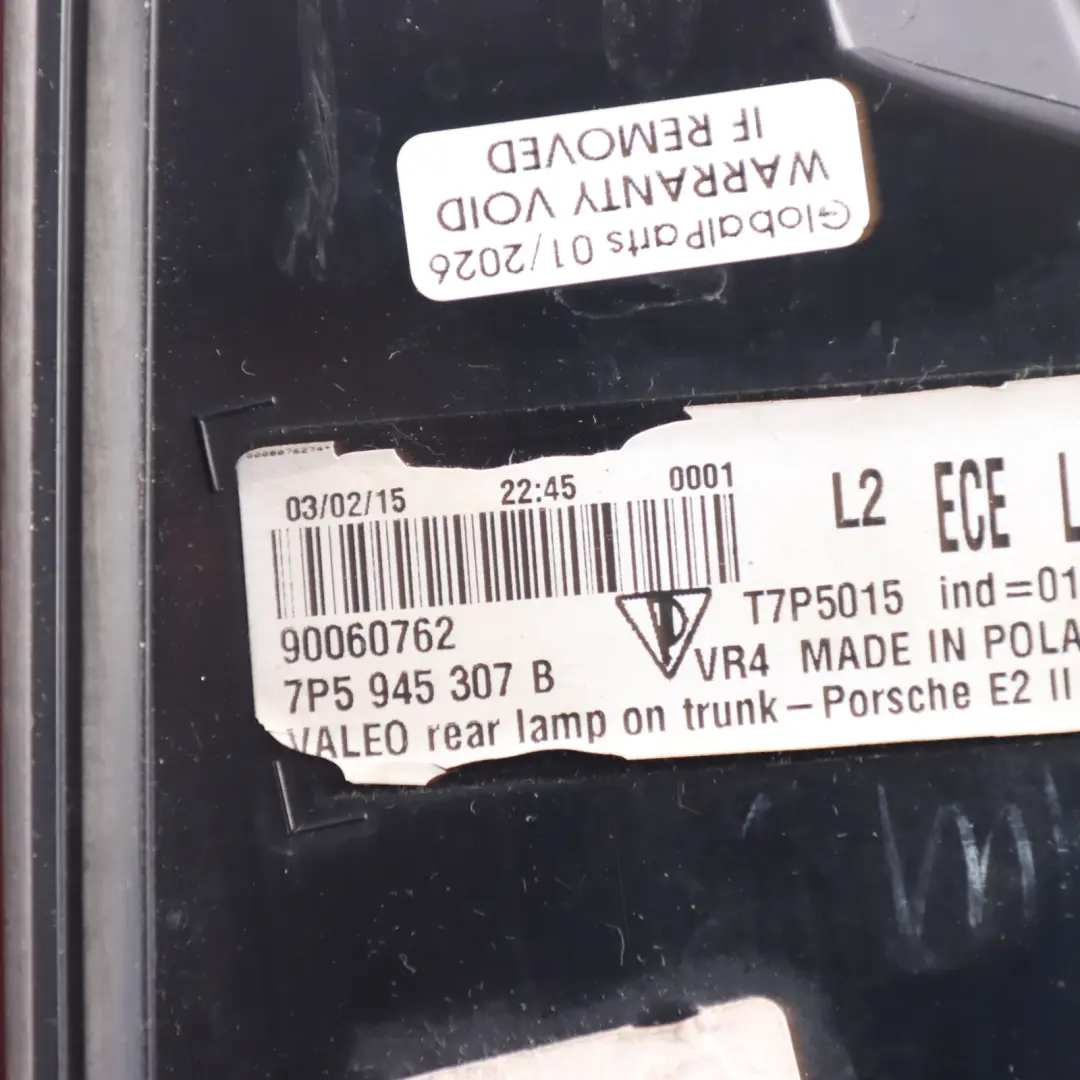 GlobalParts 01/2026
WARRANTY VOID
IF REMOVED
03/02/15 22:45 0001
L2 ECE L
90060762
T7P5015 ind=01
7P5 945 307 B
VR4 MADE IN POLA
VALEO rear lamp on trunk-Porsche E2 II